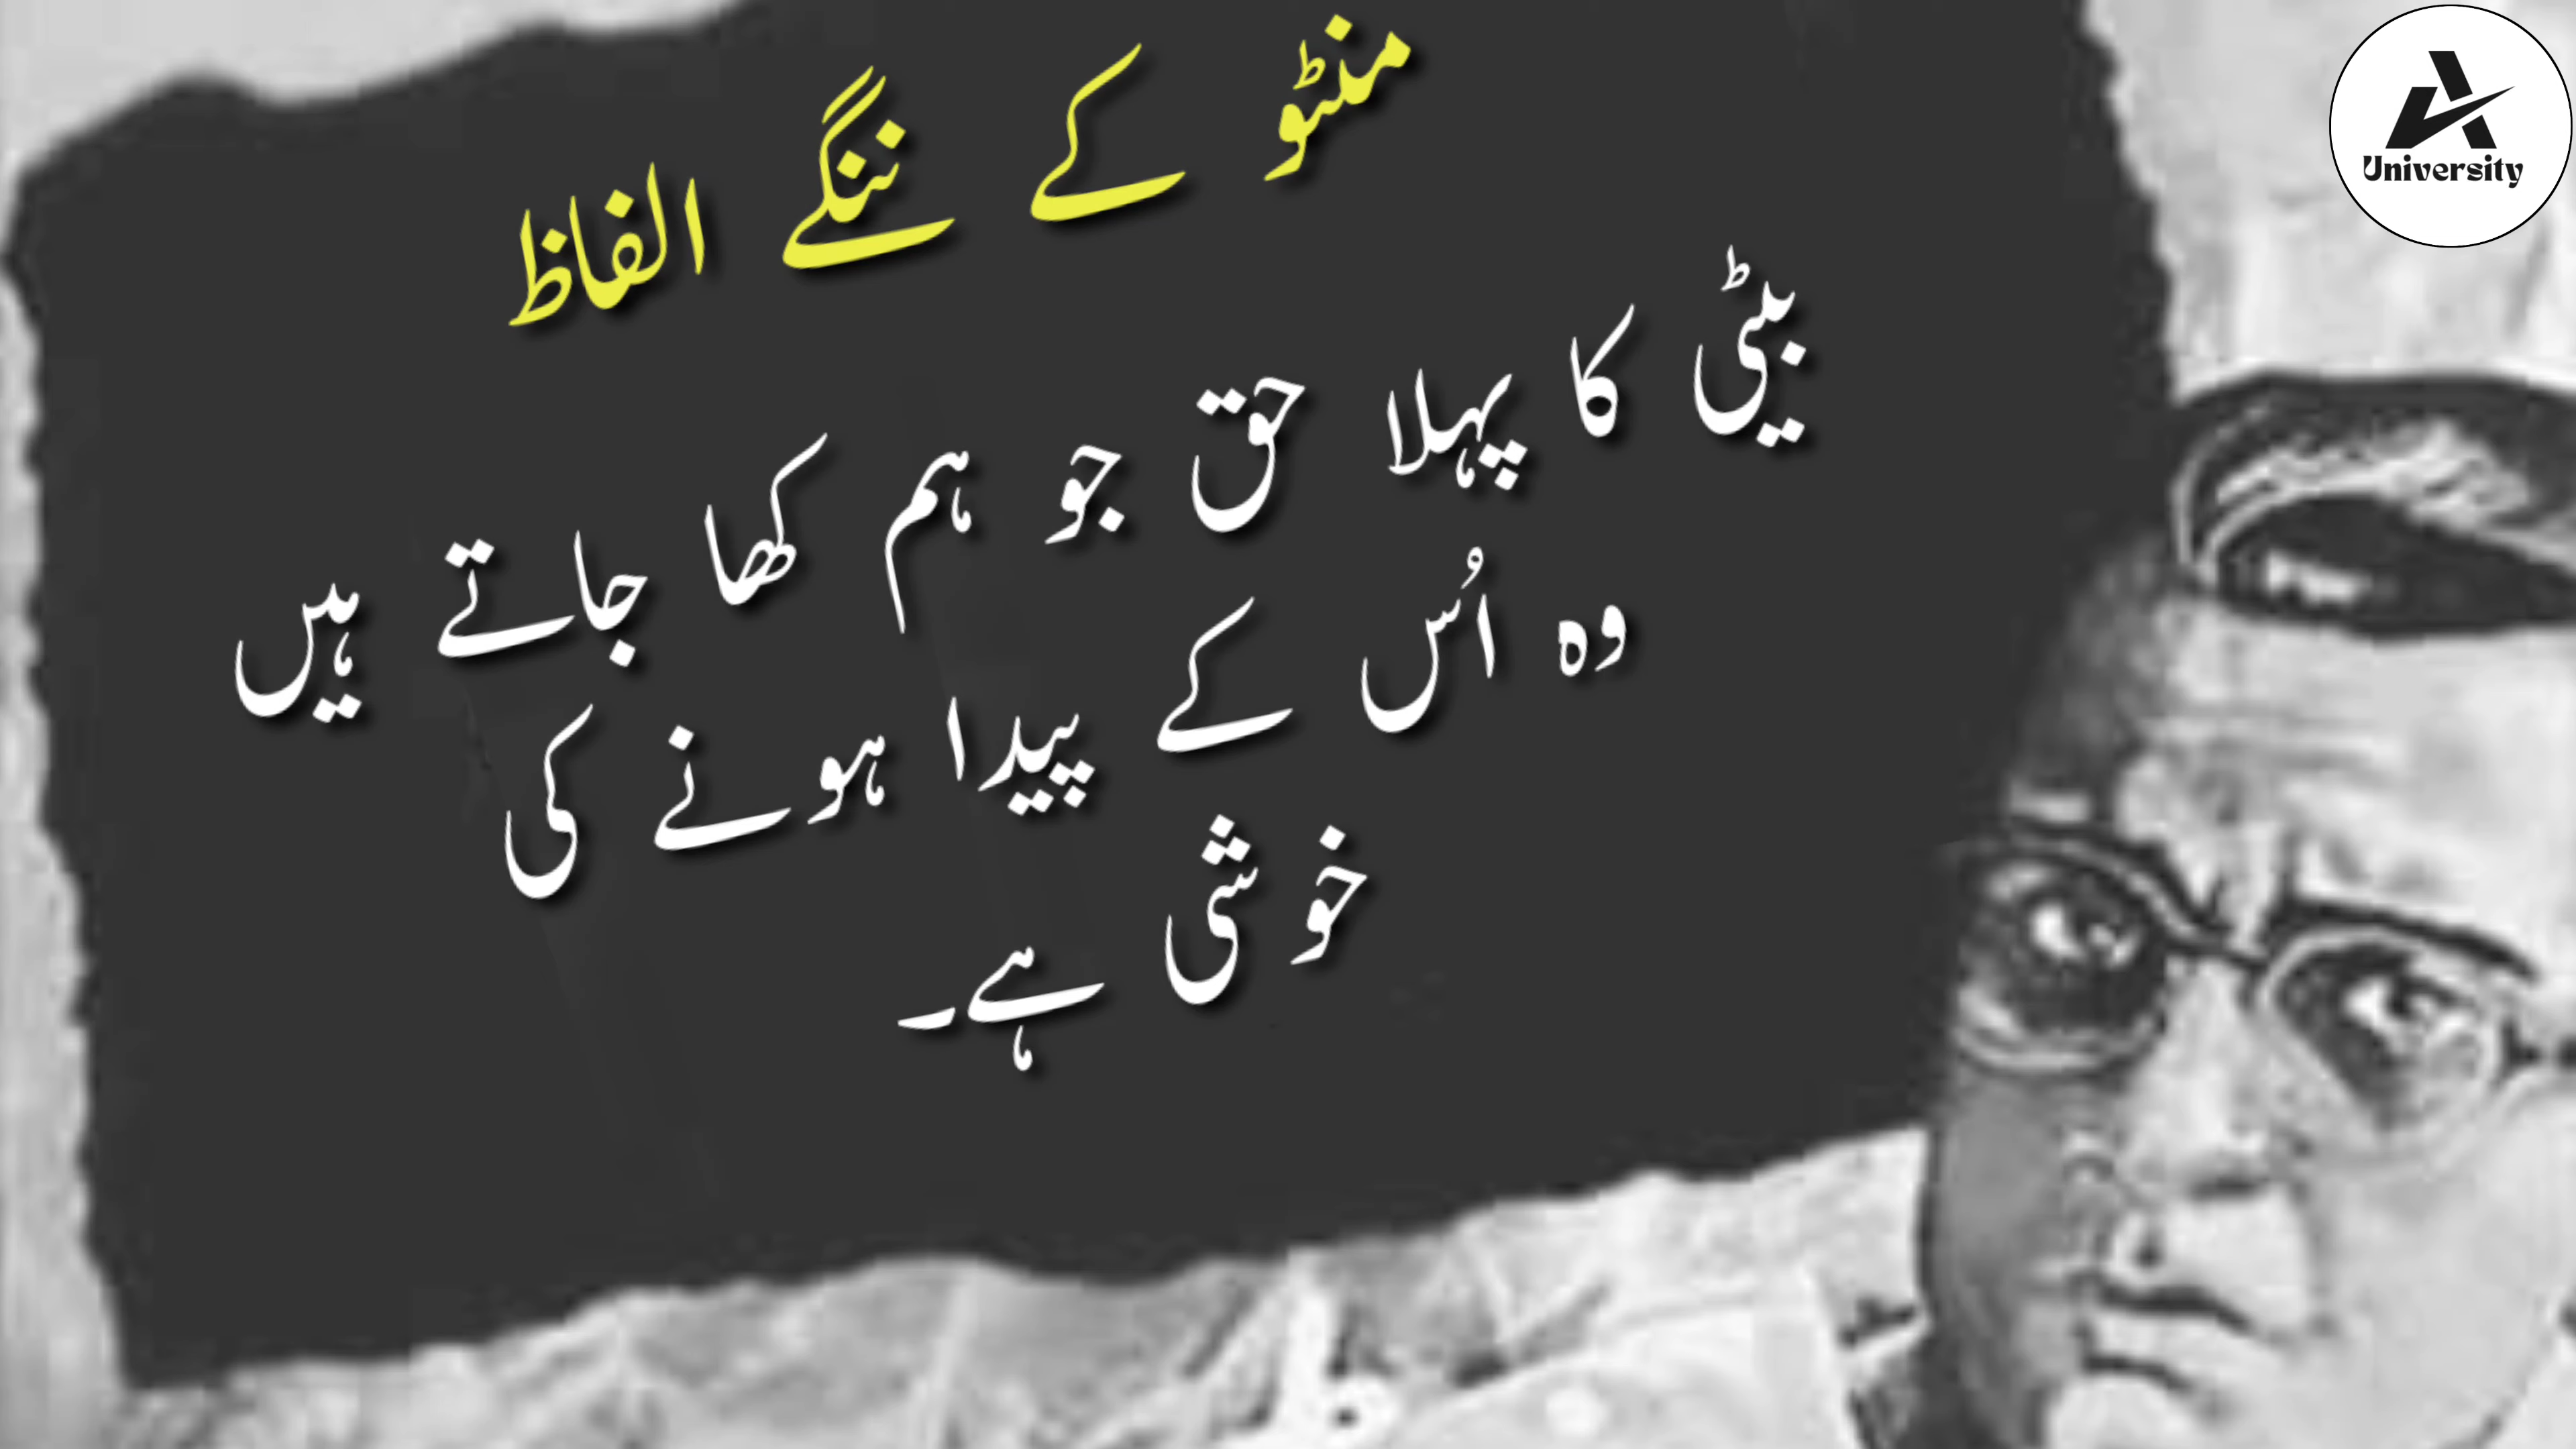 منٹو کے ننگے الفاظ
بیٹی کا پہلا حق جو ہم کھا جاتے ہیں
وہ اُس کے پیدا ہونے کی
خوشی ہے۔
A
University